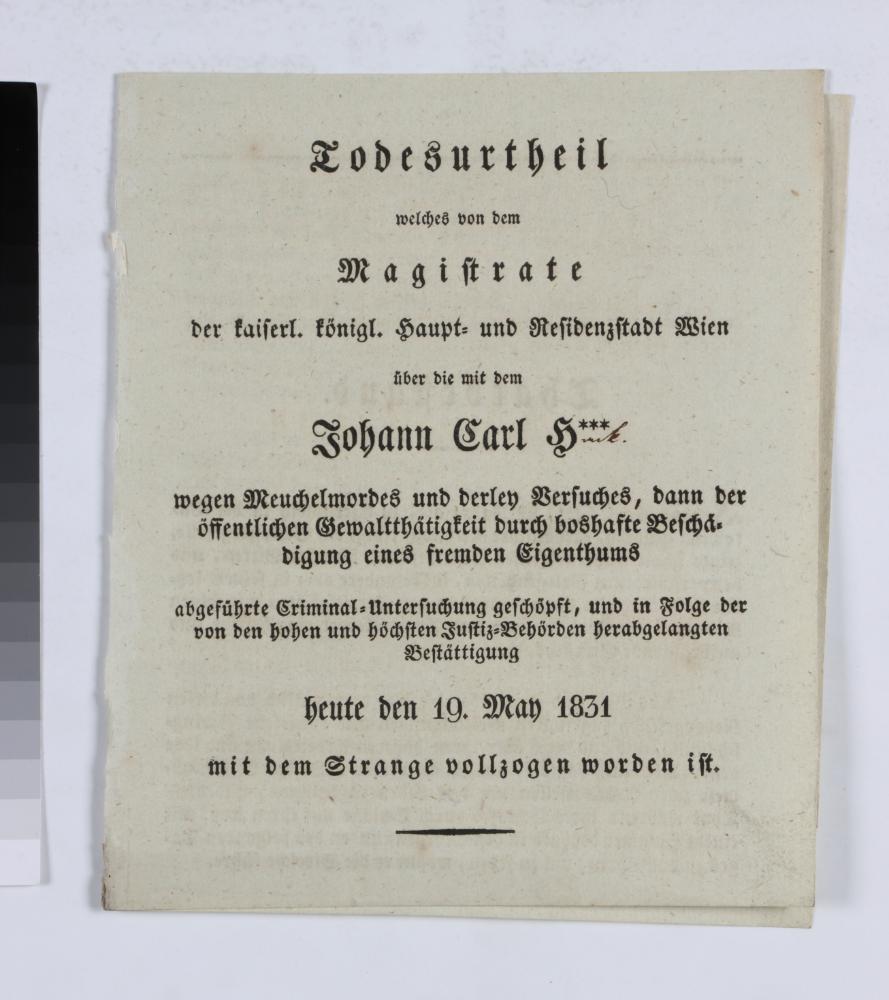 Todesurtheil
welches von dem
Magistrate
der kaiserl. königl. Haupt- und Residenzstadt Wien
über die mit dem
Johann Carl H***
wegen Meuchelmordes und derley Versuches, dann der
öffentlichen Gewaltthätigkeit durch boshafte Beschä-
digung eines fremden Eigenthums
abgeführte Criminal-Untersuchung geschöpft, und in Folge der
von den hohen und höchsten Justiz-Behörden herabgelangten
Bestättigung
heute den 19. May 1831
mit dem Strange vollzogen worden ist.